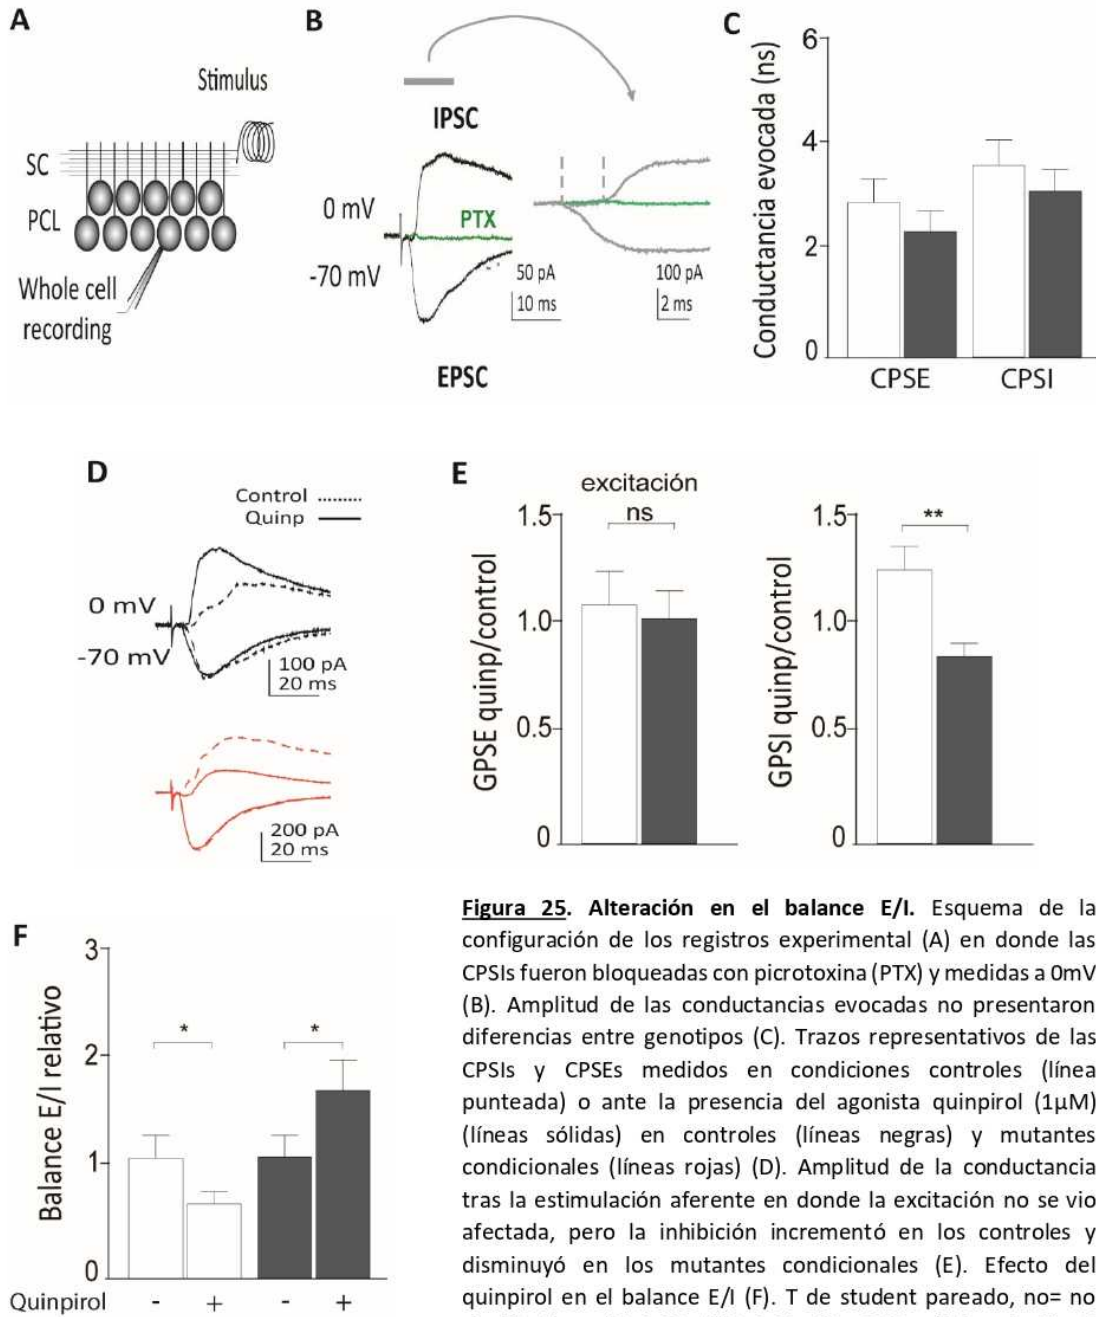 A
Stimulus
SC
PCL
Whole cell
recording
B
IPSC
0 mV
PTX
-70 mV
50 pA
10 ms
100 pA
2 ms
EPSC
C
Conductancia evocada (ns)
6
4
2
0
CPSE
CPSI
D
Control
Quinp
0 mV
-70 mV
100 pA
20 ms
200 pA
20 ms
E
excitación
ns
GPSE quinp/control
1.5
1.0
0.5
0
**
GPSI quinp/control
1.5
1.0
0.5
0
F
Balance E/I relativo
3
2
1
0
*
*
Quinpirol - + - +
Figura 25. Alteración en el balance E/I. Esquema de la
configuración de los registros experimental (A) en donde las
CPSIs fueron bloqueadas con picrotoxina (PTX) y medidas a 0mV
(B). Amplitud de las conductancias evocadas no presentaron
diferencias entre genotipos (C). Trazos representativos de las
CPSIs y CPSEs medidos en condiciones controles (línea
punteada) o ante la presencia del agonista quinpirol (1µM)
(líneas sólidas) en controles (líneas negras) y mutantes
condicionales (líneas rojas) (D). Amplitud de la conductancia
tras la estimulación aferente en donde la excitación no se vio
afectada, pero la inhibición incrementó en los controles y
disminuyó en los mutantes condicionales (E). Efecto del
quinpirol en el balance E/I (F). T de student pareado, no= no